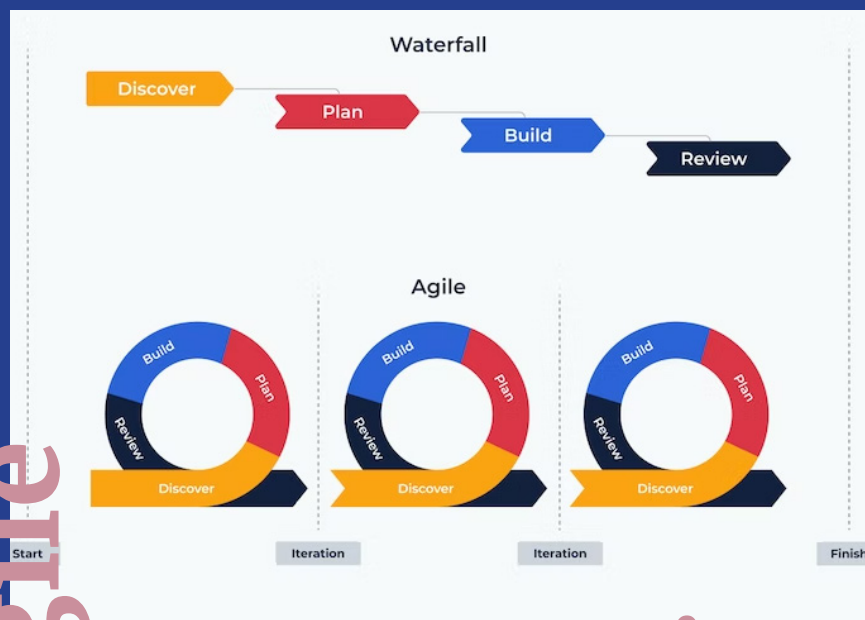 Waterfall
Discover
Plan
Build
Review
Agile
Build
Plan
Review
Discover
Build
Plan
Review
Discover
Build
Plan
Review
Discover
Start
Iteration
Iteration
Finish